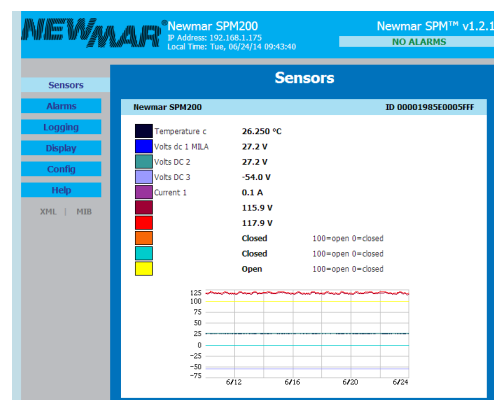 NEWMAR®
Newmar SPM200
IP Address: 192.168.1.175
Local Time: Tue, 06/24/14 09:43:40
Newmar SPM™ v1.2.1
NO ALARMS
Sensors
Alarms
Logging
Display
Config
Help
XML | MIB
Sensors
Newmar SPM200 ID 00001985E0005FFF
Temperature c 26.250 °C
Volts dc 1 MILA 27.2 V
Volts DC 2 27.2 V
Volts DC 3 -54.0 V
Current 1 0.1 A
115.9 V
117.9 V
Closed 100=open 0=closed
Closed 100=open 0=closed
Open 100=open 0=closed
125
100
75
50
25
0
-25
-50
-75
6/12 6/16 6/20 6/24